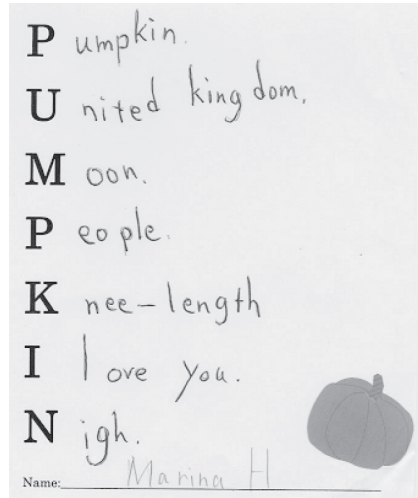 Pumpkin.
United kingdom.
Moon.
People.
Knee-length
I love you.
Nigh.
Name: Marina H